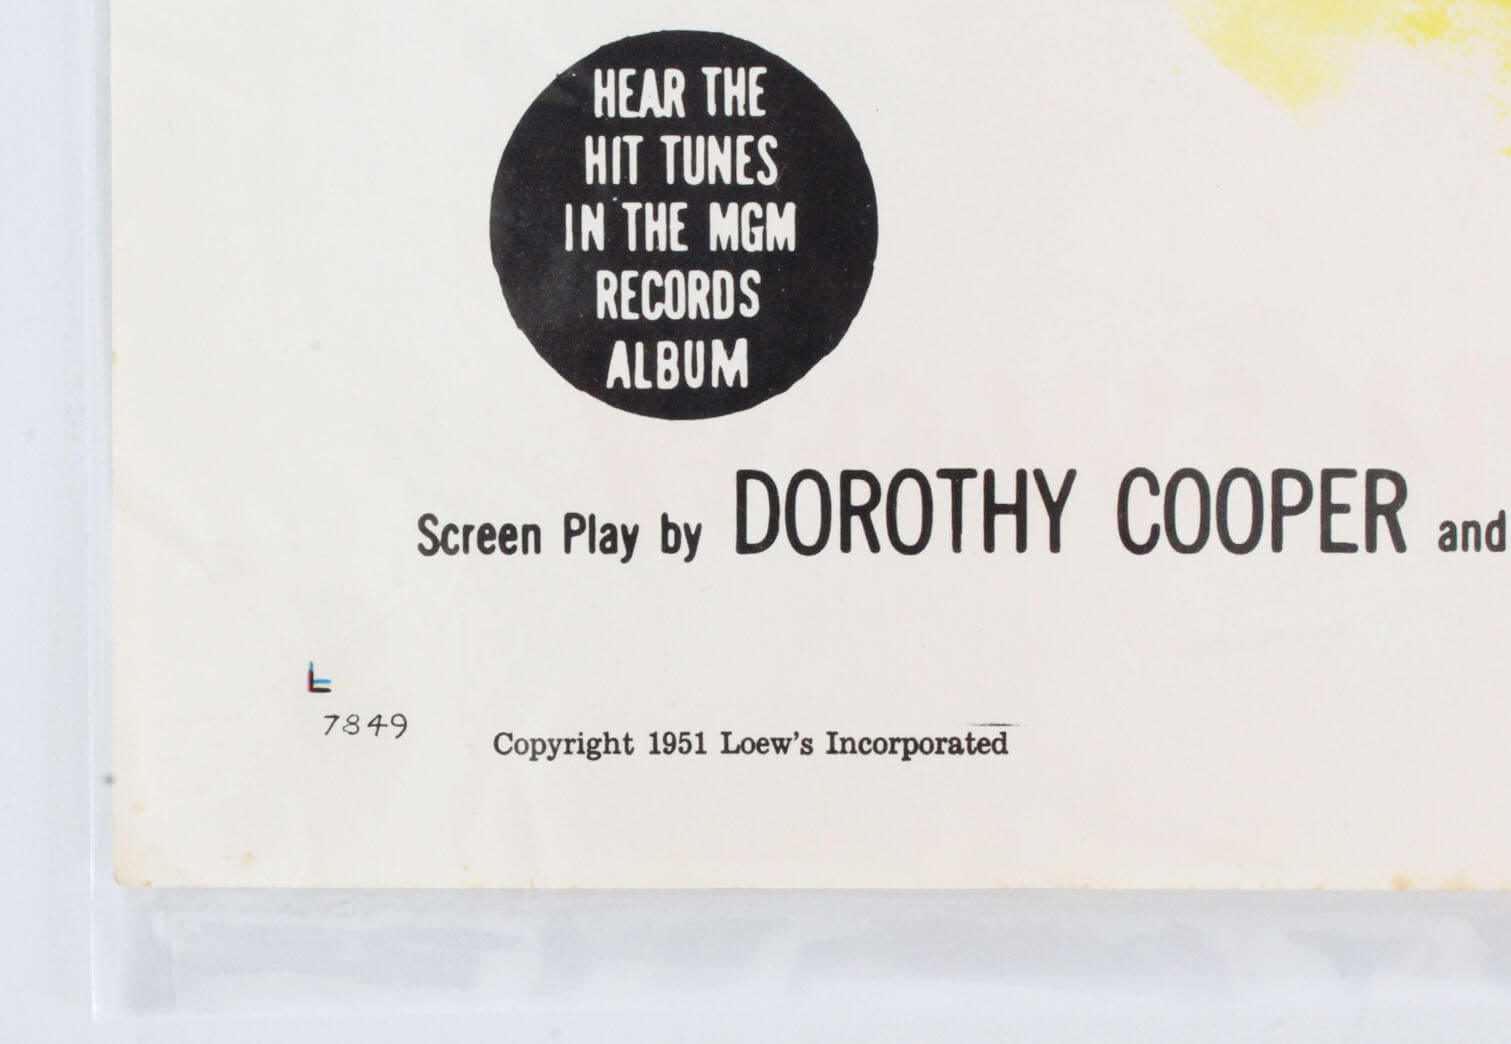 HEAR THE
HIT TUNES
IN THE MGM
RECORDS
ALBUM
Screen Play by DOROTHY COOPER and
7849
Copyright 1951 Loew's Incorporated